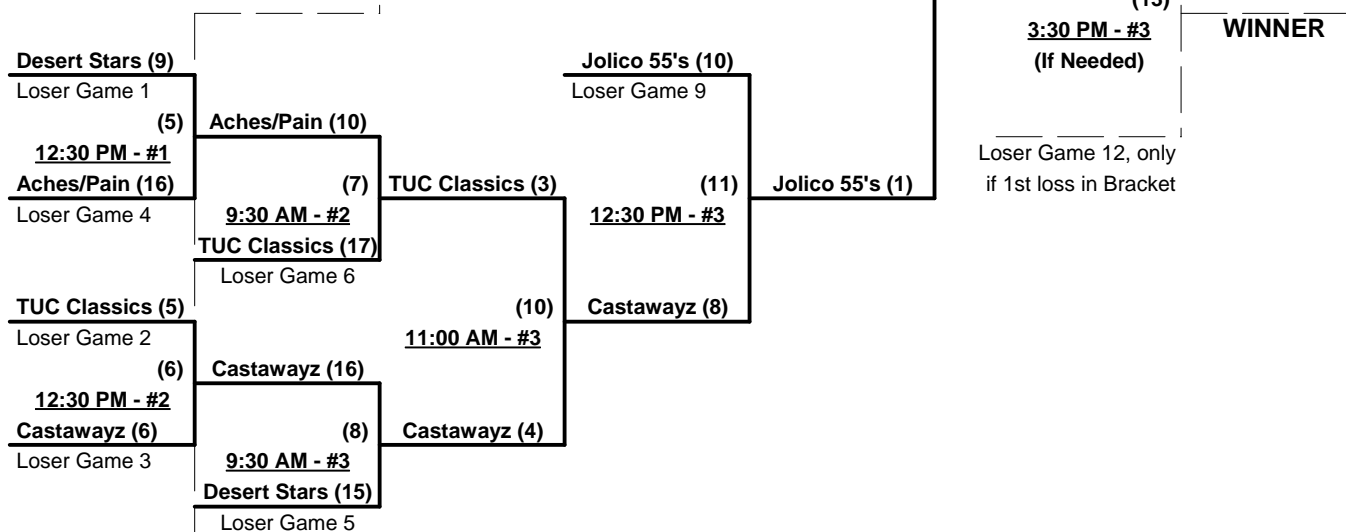 (13)
3:30 PM - #3
WINNER
(If Needed)
Desert Stars (9)
Jolico 55's (10)
Loser Game 1
Loser Game 9
(5)
Aches/Pain (10)
12:30 PM - #1
Loser Game 12, only
if 1st loss in Bracket
Aches/Pain (16)
(7)
TUC Classics (3)
(11)
Jolico 55's (1)
Loser Game 4
9:30 AM - #2
12:30 PM - #3
TUC Classics (17)
Loser Game 6
TUC Classics (5)
(10)
Castawayz (8)
Loser Game 2
11:00 AM - #3
(6)
Castawayz (16)
12:30 PM - #2
Castawayz (6)
(8)
Castawayz (4)
Loser Game 3
9:30 AM - #3
Desert Stars (15)
Loser Game 5